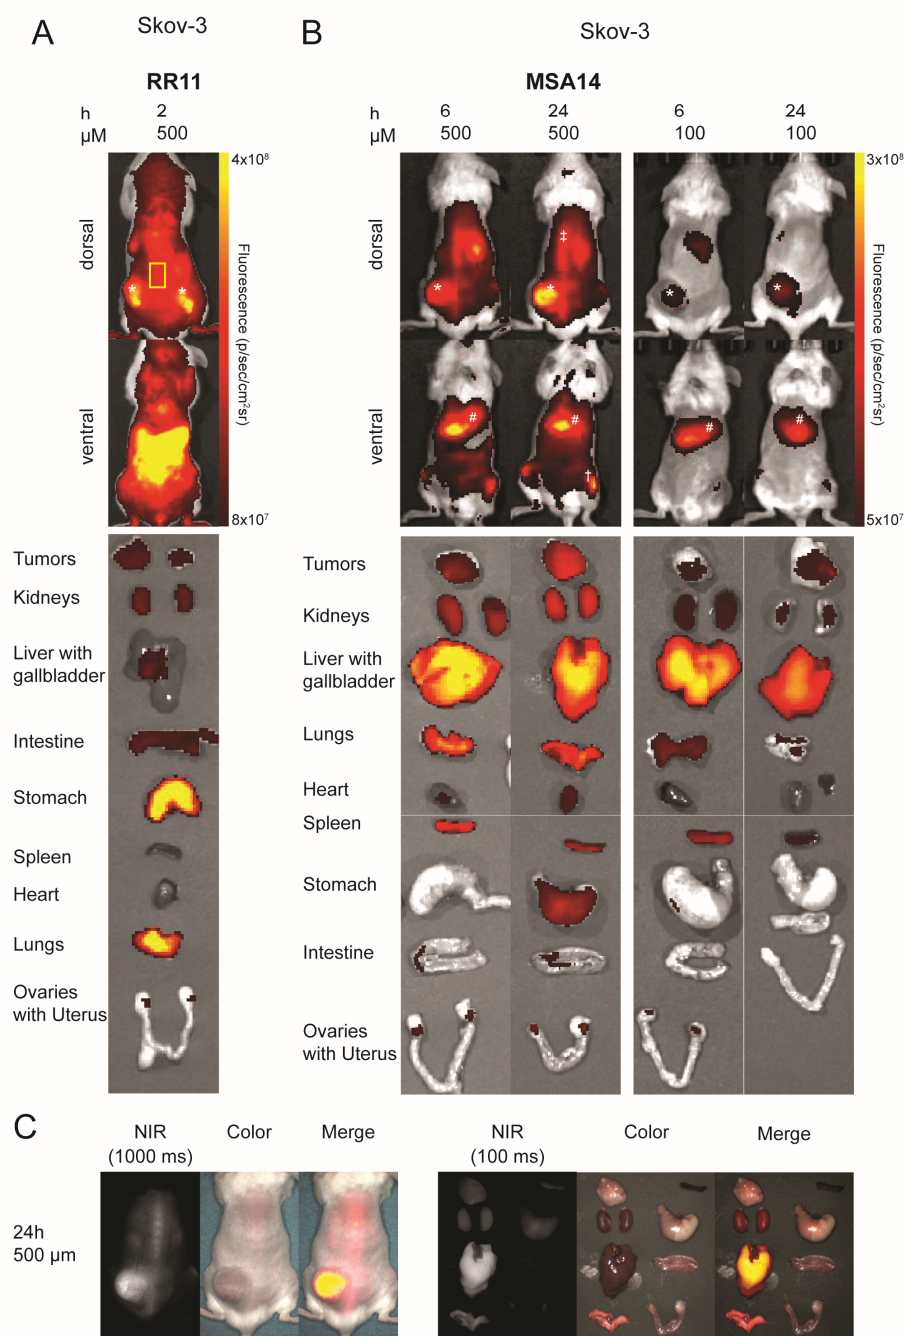 A
Skov-3
RR11
h 2
µM 500
4x10⁸
Fluorescence (p/sec/cm²sr)
8x10⁷
dorsal
* *
ventral
Tumors
Kidneys
Liver with
gallbladder
Intestine
Stomach
Spleen
Heart
Lungs
Ovaries
with Uterus
B
Skov-3
MSA14
h 6 24 6 24
µM 500 500 100 100
3x10⁸
Fluorescence (p/sec/cm²sr)
5x10⁷
dorsal
‡
* * * *
ventral
# # # #
†
Tumors
Kidneys
Liver with
gallbladder
Lungs
Heart
Spleen
Stomach
Intestine
Ovaries
with Uterus
C
NIR Color Merge
(1000 ms)
NIR Color Merge
(100 ms)
24h
500 µm